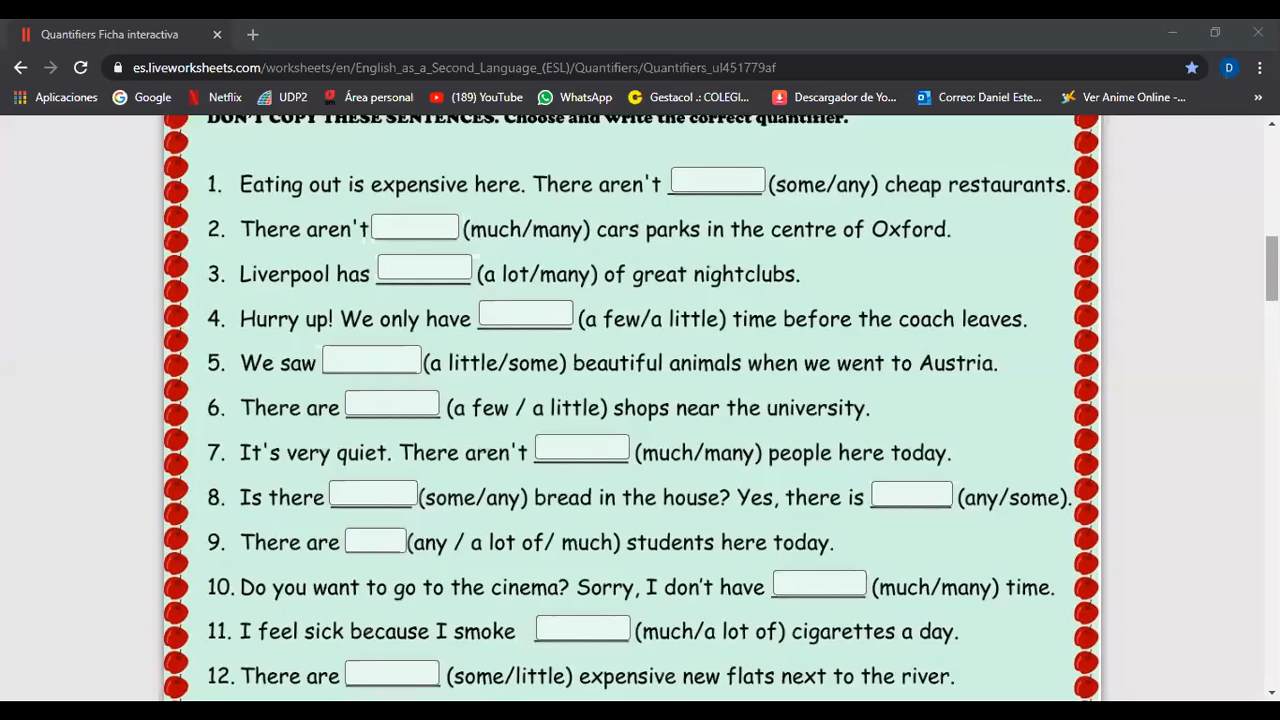 Quantifiers Ficha interactiva
es.liveworksheets.com/worksheets/en/English_as_a_Second_Language_(ESL)/Quantifiers/Quantifiers_ul451779af
D
Aplicaciones Google Netflix UDP2 Área personal (189) YouTube WhatsApp Gestacol .: COLEGI... Descargador de Yo... Correo: Daniel Este... Ver Anime Online -... »
DON'T COPY THESE SENTENCES. Choose and write the correct quantifier.
1. Eating out is expensive here. There aren't (some/any) cheap restaurants.
2. There aren't (much/many) cars parks in the centre of Oxford.
3. Liverpool has (a lot/many) of great nightclubs.
4. Hurry up! We only have (a few/a little) time before the coach leaves.
5. We saw (a little/some) beautiful animals when we went to Austria.
6. There are (a few / a little) shops near the university.
7. It's very quiet. There aren't (much/many) people here today.
8. Is there (some/any) bread in the house? Yes, there is (any/some).
9. There are (any / a lot of/ much) students here today.
10. Do you want to go to the cinema? Sorry, I don't have (much/many) time.
11. I feel sick because I smoke (much/a lot of) cigarettes a day.
12. There are (some/little) expensive new flats next to the river.